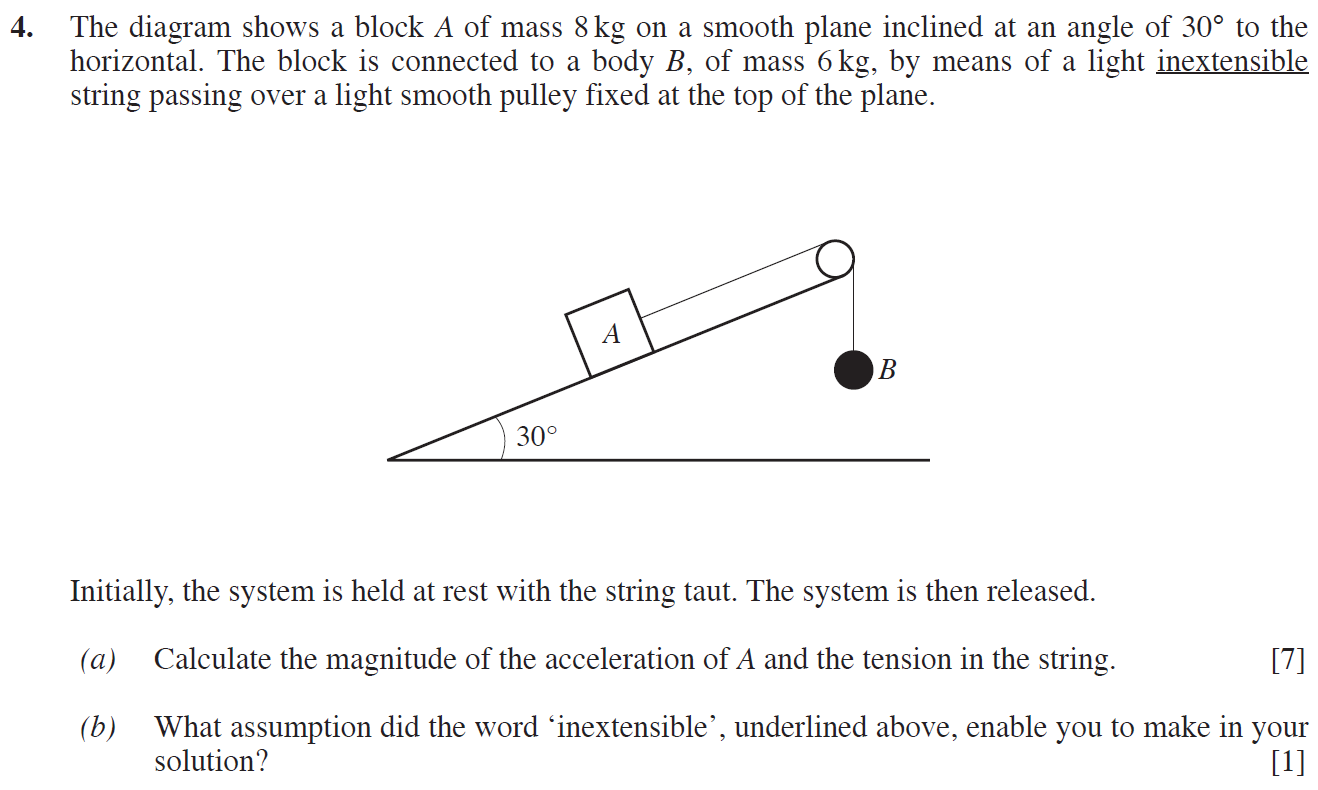 4. The diagram shows a block A of mass 8 kg on a smooth plane inclined at an angle of 30° to the
horizontal. The block is connected to a body B, of mass 6 kg, by means of a light inextensible
string passing over a light smooth pulley fixed at the top of the plane.
A
B
30°
Initially, the system is held at rest with the string taut. The system is then released.
(a) Calculate the magnitude of the acceleration of A and the tension in the string. [7]
(b) What assumption did the word ‘inextensible’, underlined above, enable you to make in your
solution? [1]